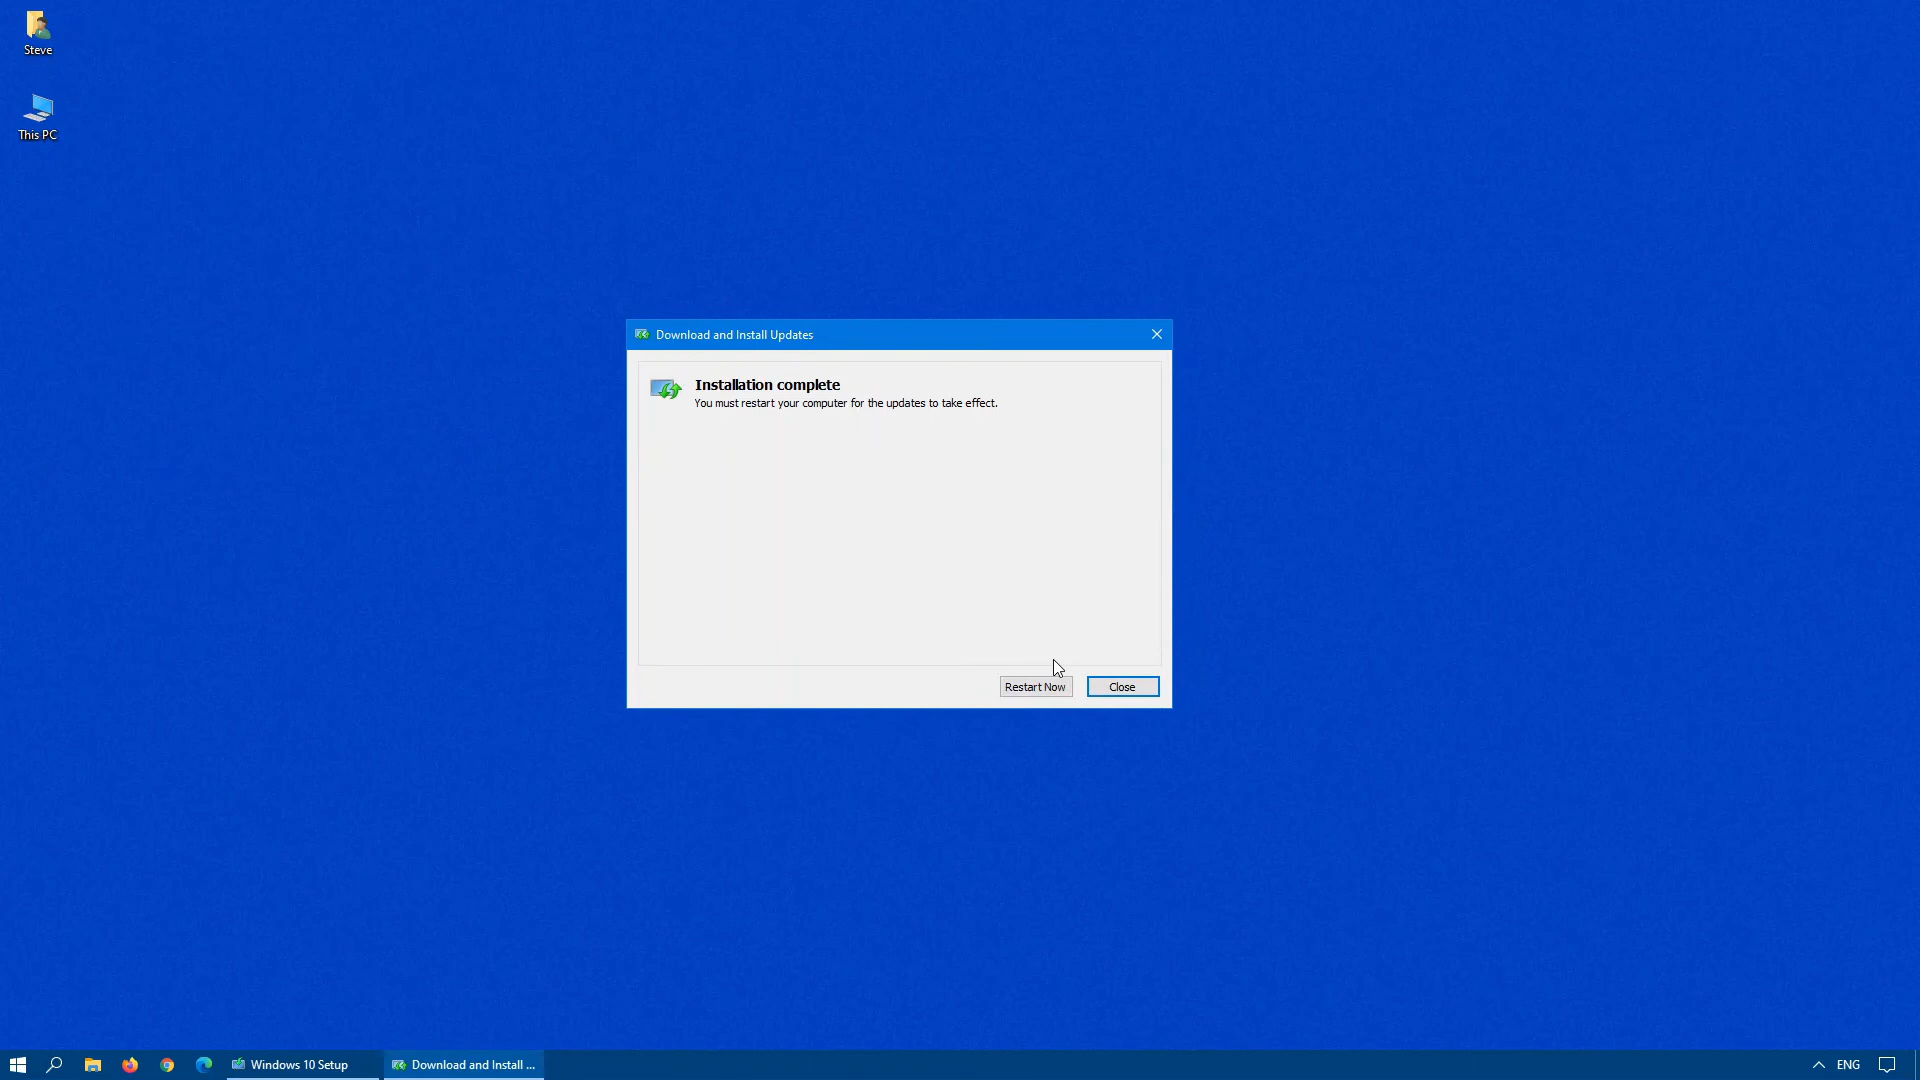 Steve
This PC
Download and Install Updates
Installation complete
You must restart your computer for the updates to take effect.
Restart Now
Close
Windows 10 Setup
Download and Install ...
ENG